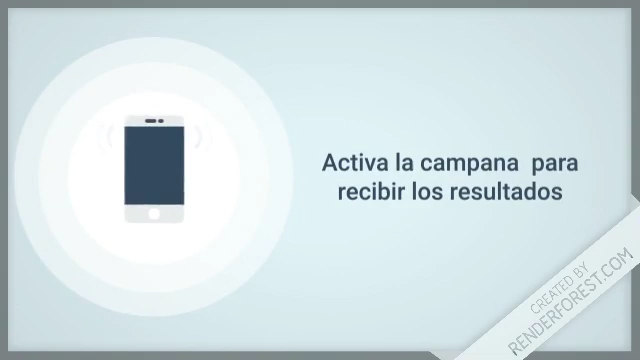 Activa la campana  para
recibir los resultados
CREATED BY
RENDERFOREST.COM